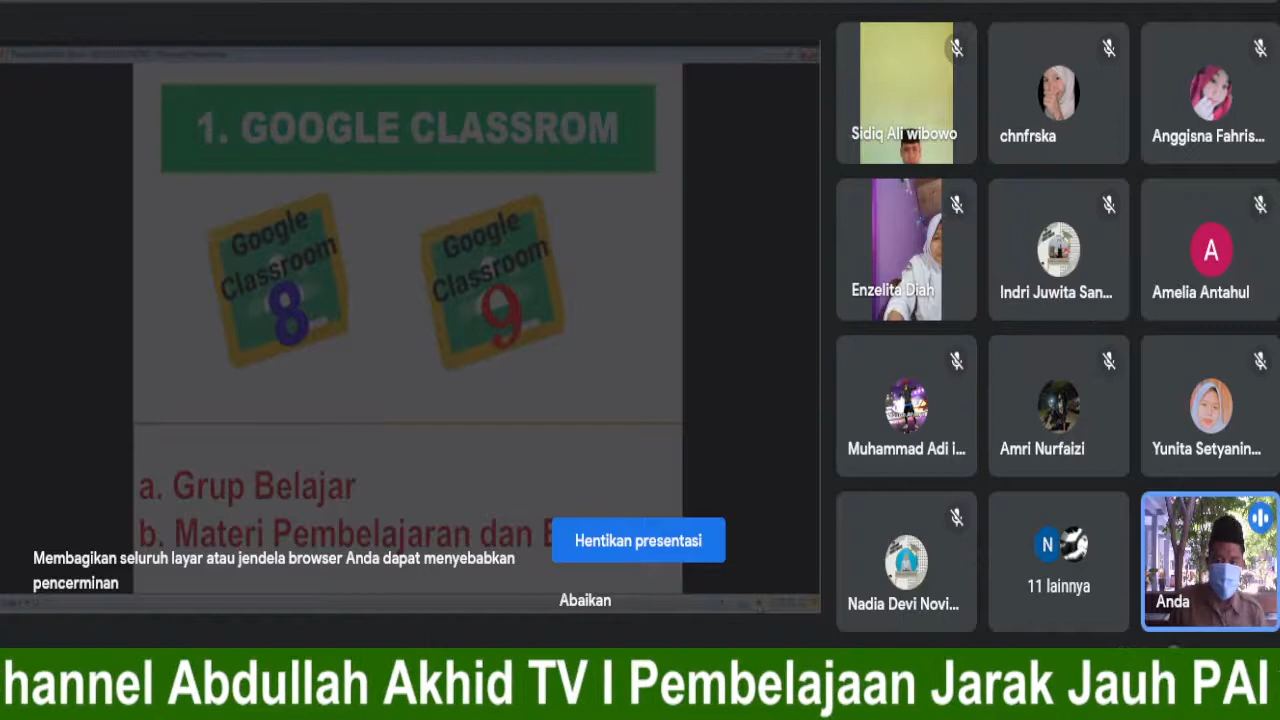 1. GOOGLE CLASSROM
Google
Classroom
8
Google
Classroom
9
a. Grup Belajar
b. Materi Pembelajaran dan
Membagikan seluruh layar atau jendela browser Anda dapat menyebabkan
pencerminan
Hentikan presentasi
Abaikan
Sidiq Ali wibowo
chnfrska
Anggisna Fahris...
Enzelita Diah
Indri Juwita San...
A
Amelia Antahul
Muhammad Adi i...
Amri Nurfaizi
Yunita Setyanin...
Nadia Devi Novi...
N
11 lainnya
Anda
hannel Abdullah Akhid TV I Pembelajaan Jarak Jauh PAI